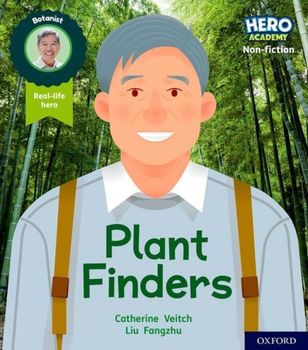 Botanist
Real-life
hero
HERO
ACADEMY
Non-fiction
Plant
Finders
Catherine Veitch
Liu Fangzhu
OXFORD